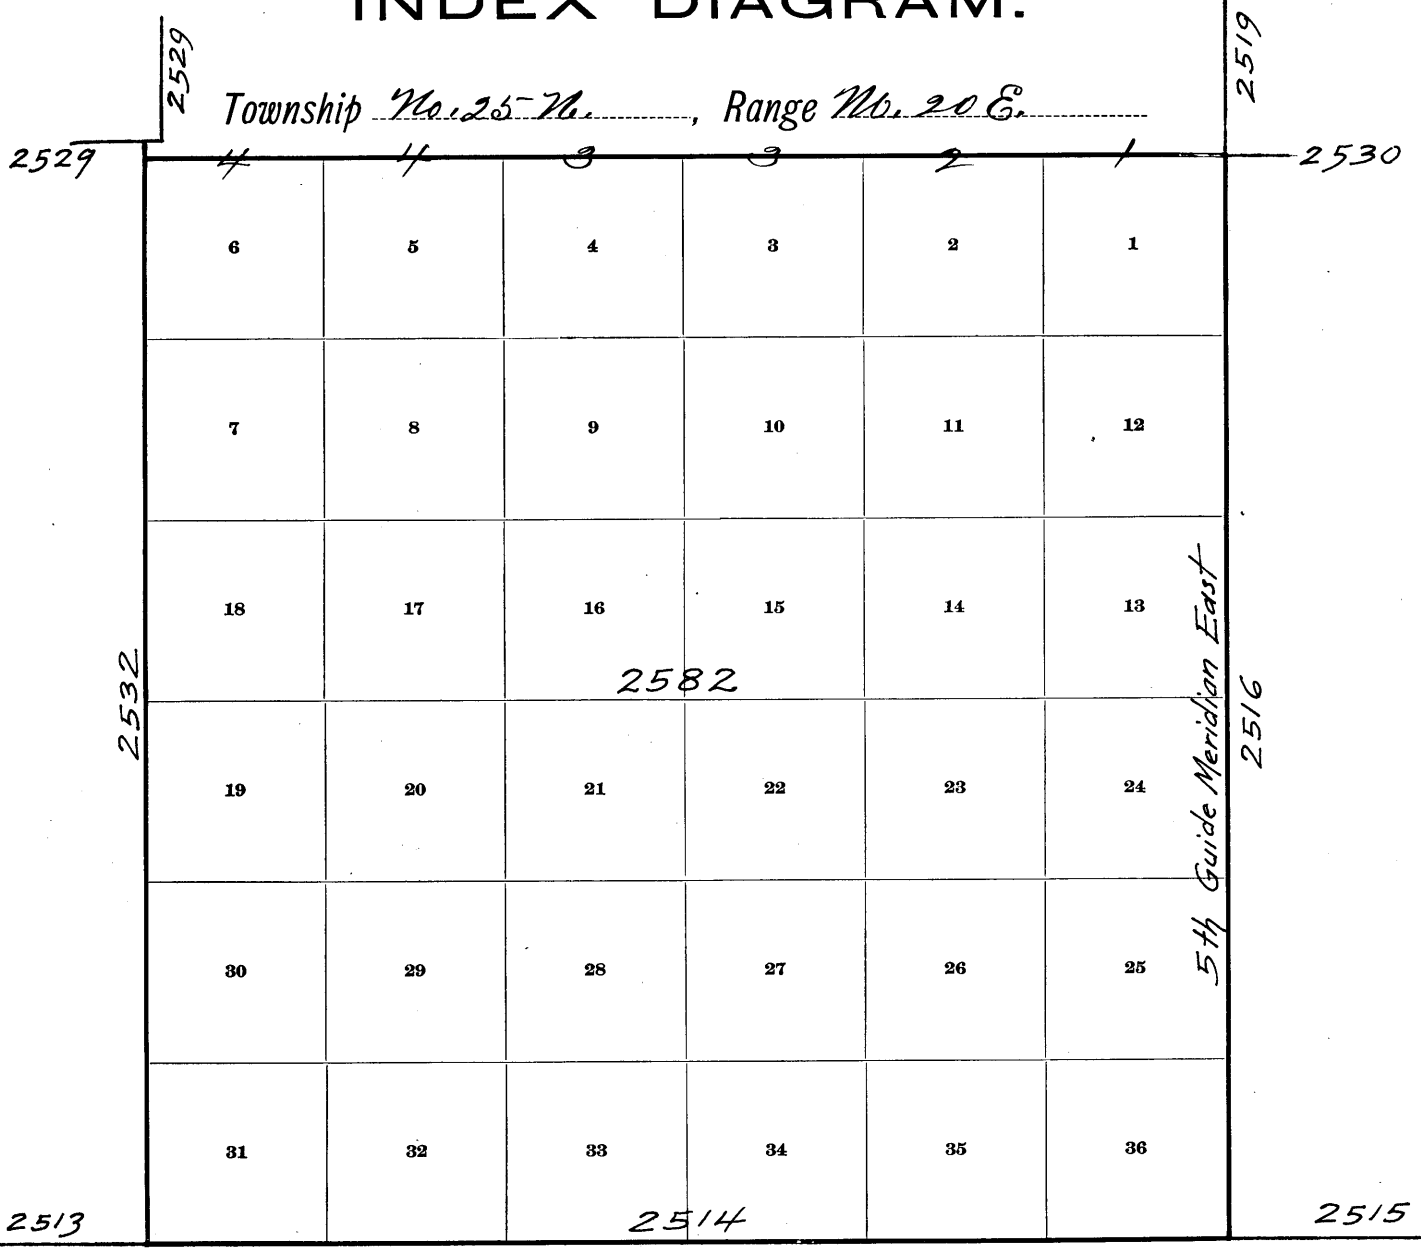 INDEX DIAGRAM.
2529
2519
Township No. 25 N. , Range No. 20 E.
2529
4 4 3 3 2 1
2530
6 5 4 3 2 1
7 8 9 10 11 12
18 17 16 15 14 13
2582
2532
5th Guide Meridian East
2516
19 20 21 22 23 24
30 29 28 27 26 25
31 32 33 34 35 36
2513
2514
2515